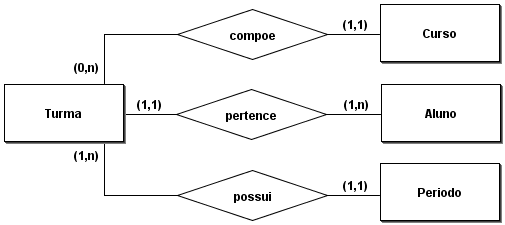 compoe
(1,1)
Curso
(0,n)
Turma
(1,1)
pertence
(1,n)
Aluno
(1,n)
possui
(1,1)
Periodo